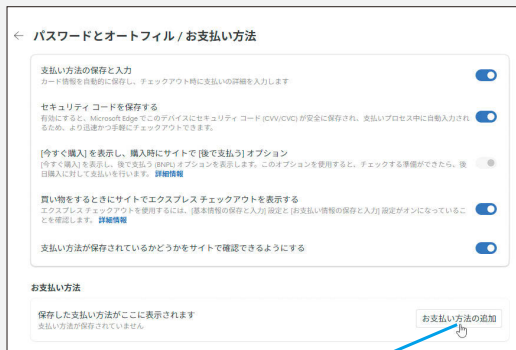 ← パスワードとオートフィル / お支払い方法
支払い方法の保存と入力
カード情報を自動的に保存し、チェックアウト時に支払いの詳細を入力します
セキュリティ コードを保存する
有効にすると、Microsoft Edge でこのデバイスにセキュリティ コード (CVV/CVC) が安全に保存され、支払いプロセス中に自動入力され
るため、より迅速かつ手軽にチェックアウトできます。
[今すぐ購入] を表示し、購入時にサイトで [後で支払う] オプション
[今すぐ購入] を表示し、後で支払う (BNPL) オプションを表示します。このオプションを使用すると、チェックする準備ができたら、後
日購入に対して支払いを行います。 詳細情報
買い物をするときにサイトでエクスプレス チェックアウトを表示する
エクスプレス チェックアウトを使用するには、[基本情報の保存と入力] 設定と [お支払い情報の保存と入力] 設定がオンになっているこ
とを確認します。 詳細情報
支払い方法が保存されているかどうかをサイトで確認できるようにする
お支払い方法
保存した支払い方法がここに表示されます
支払い方法が保存されていません
お支払い方法の追加